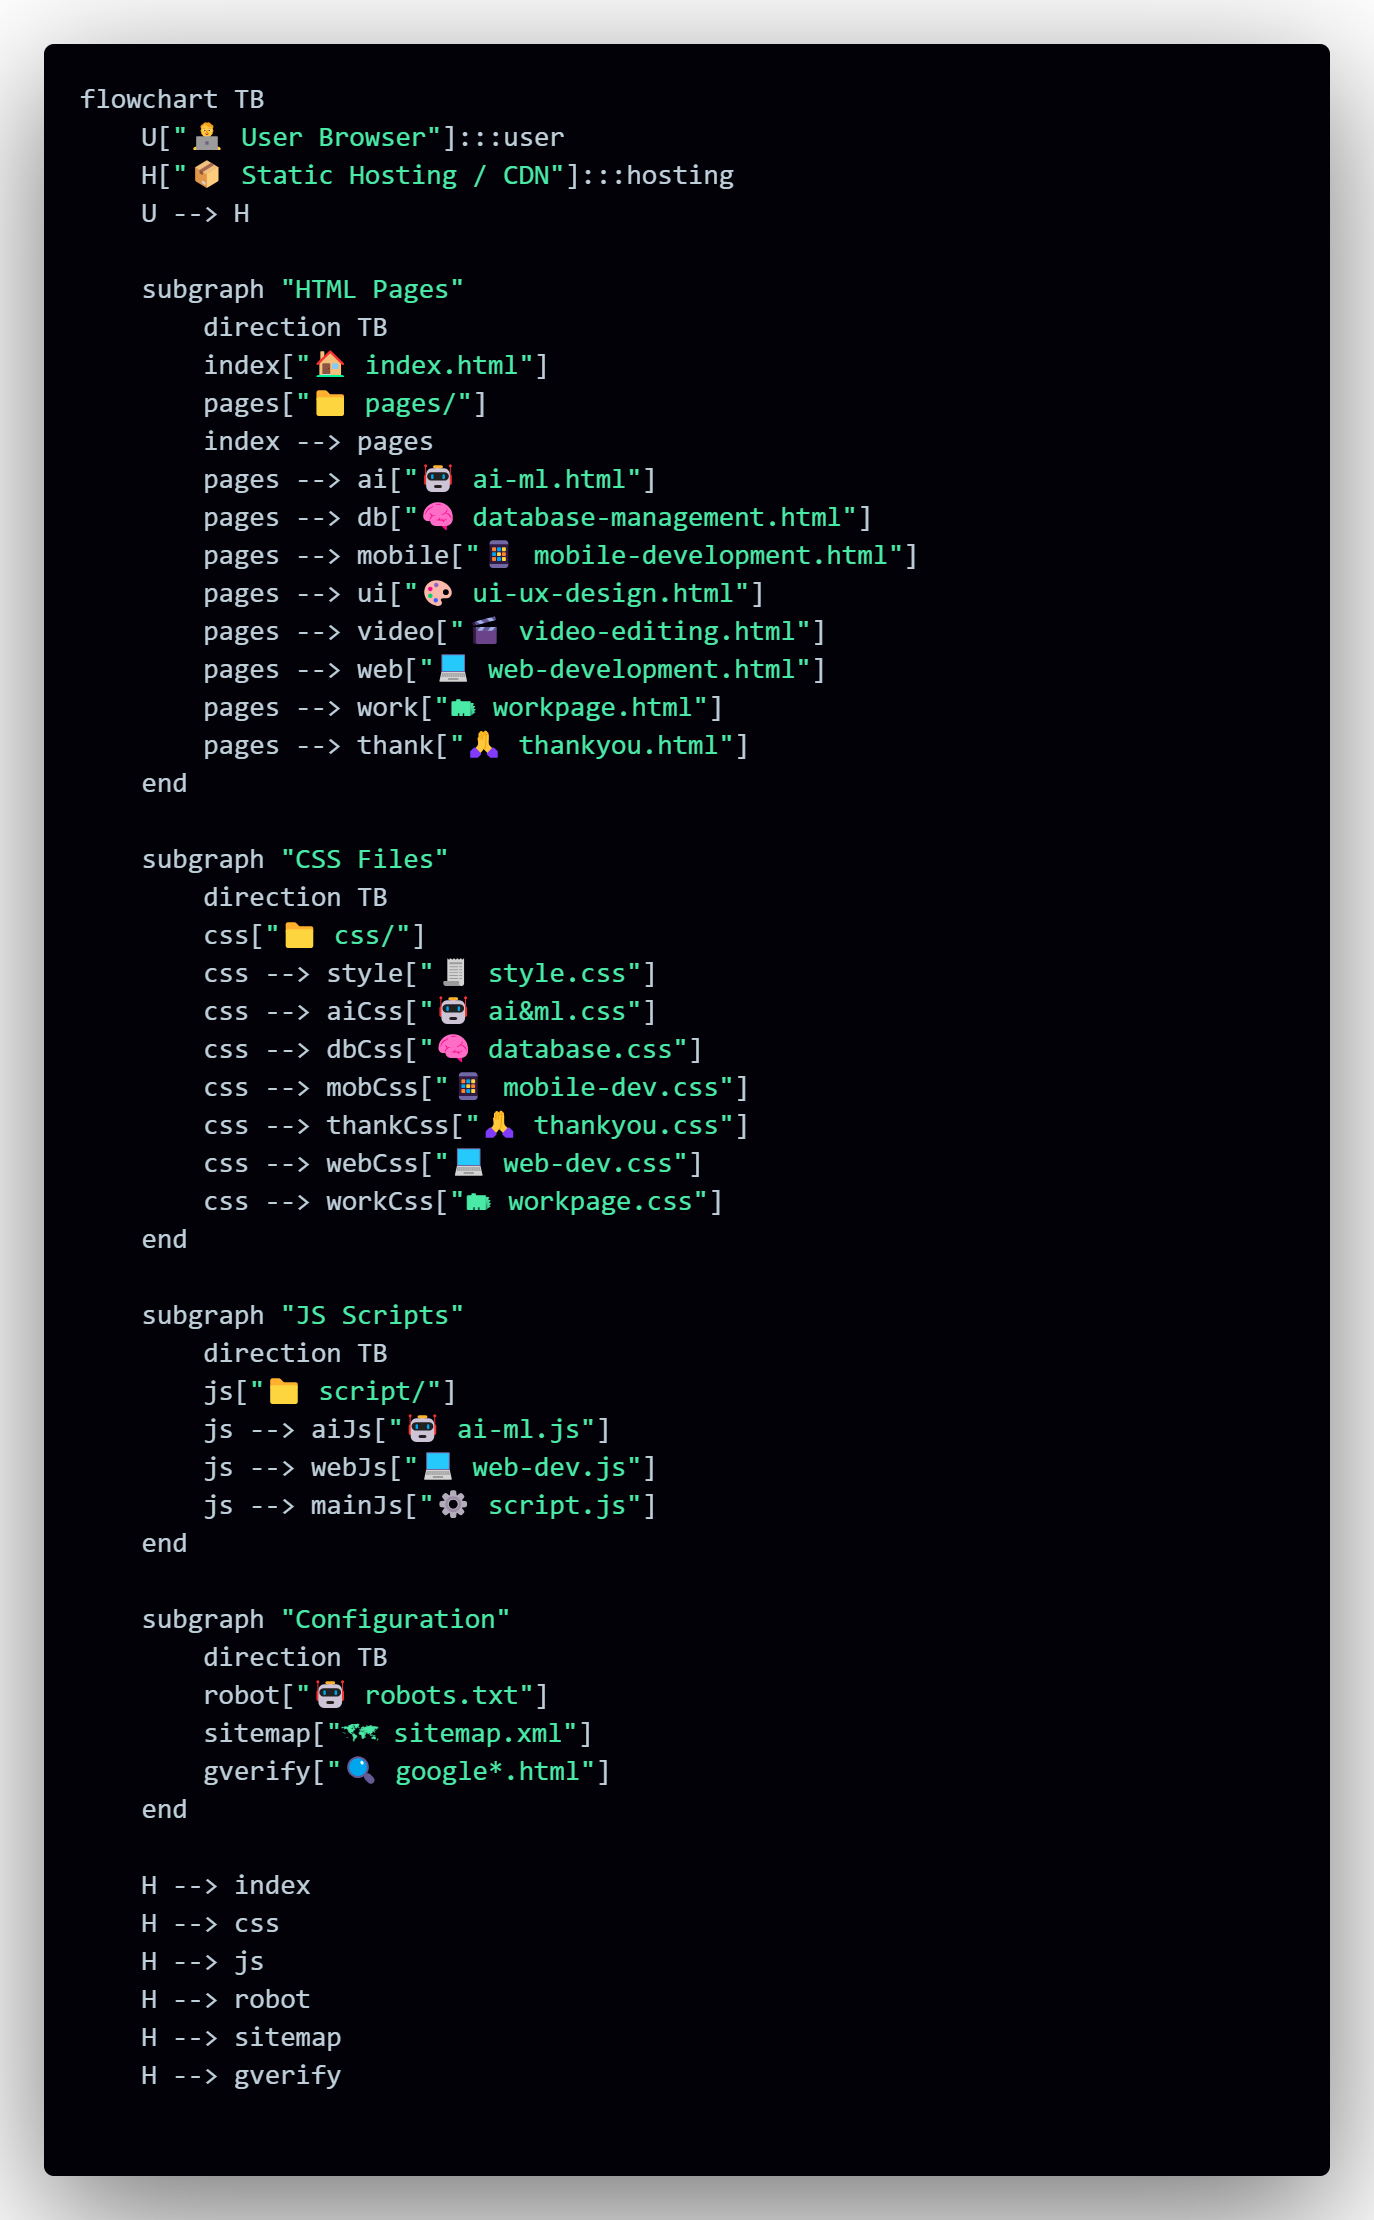 flowchart TB
    U["🧑‍💻 User Browser"]:::user
    H["📦 Static Hosting / CDN"]:::hosting
    U --> H

    subgraph "HTML Pages"
        direction TB
        index["🏠 index.html"]
        pages["📁 pages/"]
        index --> pages
        pages --> ai["🤖 ai-ml.html"]
        pages --> db["🧠 database-management.html"]
        pages --> mobile["📱 mobile-development.html"]
        pages --> ui["🎨 ui-ux-design.html"]
        pages --> video["🎬 video-editing.html"]
        pages --> web["💻 web-development.html"]
        pages --> work["🗂 workpage.html"]
        pages --> thank["🙏 thankyou.html"]
    end

    subgraph "CSS Files"
        direction TB
        css["📁 css/"]
        css --> style["🧾 style.css"]
        css --> aiCss["🤖 ai&ml.css"]
        css --> dbCss["🧠 database.css"]
        css --> mobCss["📱 mobile-dev.css"]
        css --> thankCss["🙏 thankyou.css"]
        css --> webCss["💻 web-dev.css"]
        css --> workCss["🗂 workpage.css"]
    end

    subgraph "JS Scripts"
        direction TB
        js["📁 script/"]
        js --> aiJs["🤖 ai-ml.js"]
        js --> webJs["💻 web-dev.js"]
        js --> mainJs["⚙️ script.js"]
    end

    subgraph "Configuration"
        direction TB
        robot["🤖 robots.txt"]
        sitemap["🗺 sitemap.xml"]
        gverify["🔍 google*.html"]
    end

    H --> index
    H --> css
    H --> js
    H --> robot
    H --> sitemap
    H --> gverify